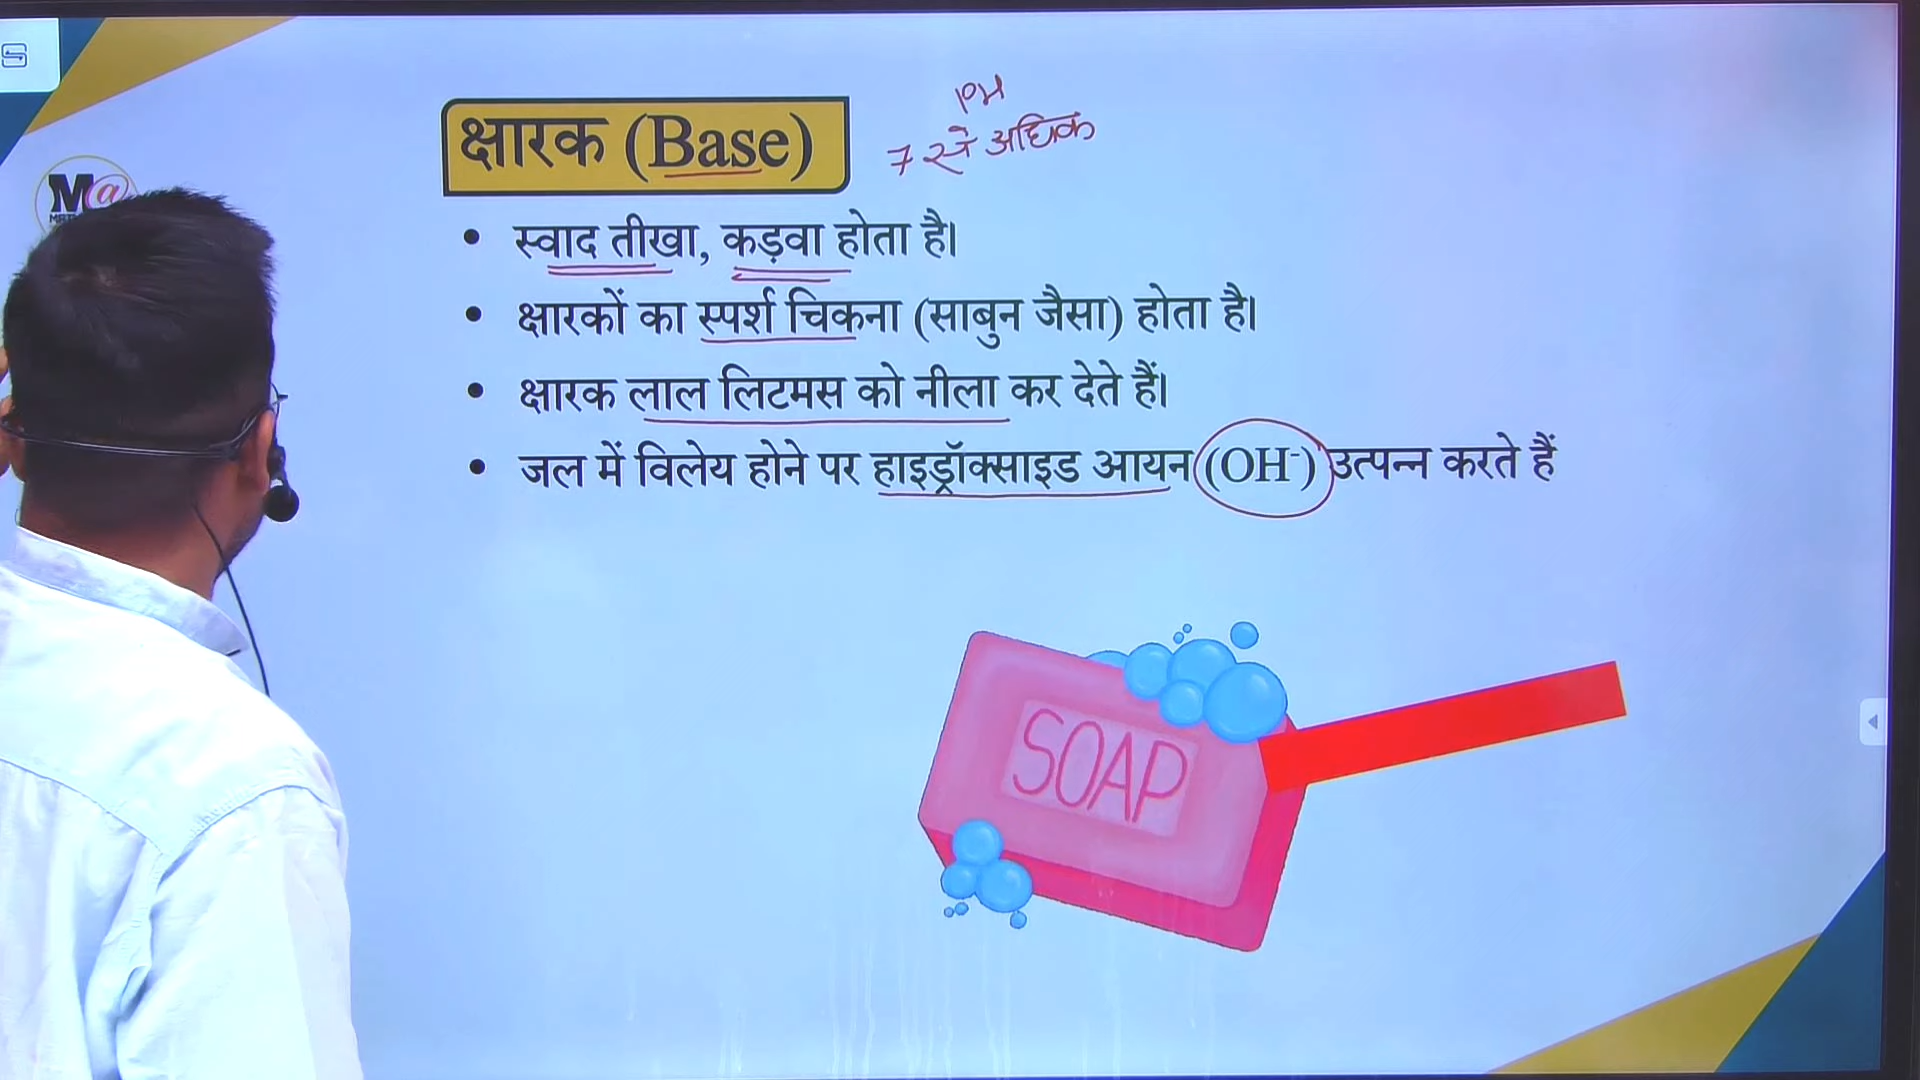 PH
क्षारक (Base)
7 से अधिक
M@
• स्वाद तीखा, कड़वा होता है।
• क्षारकों का स्पर्श चिकना (साबुन जैसा) होता है।
• क्षारक लाल लिटमस को नीला कर देते हैं।
• जल में विलेय होने पर हाइड्रॉक्साइड आयन (OH⁻) उत्पन्न करते हैं
SOAP